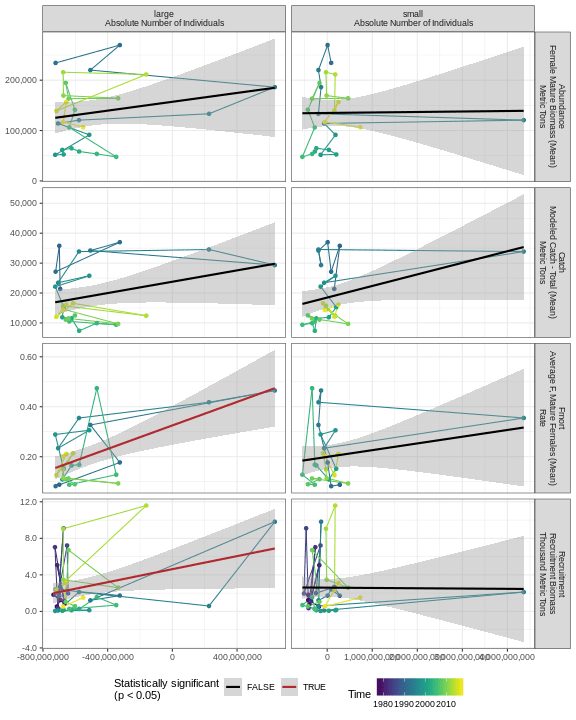 large
Absolute Number of Individuals
small
Absolute Number of Individuals
200,000
100,000
0
Abundance
Female Mature Biomass (Mean)
Metric Tons
50,000
40,000
30,000
20,000
10,000
Catch
Modeled Catch - Total (Mean)
Metric Tons
0.60
0.40
0.20
Fmort
Average F, Mature Females (Mean)
Rate
12.0
8.0
4.0
0.0
-4.0
Recruitment
Recruitment Biomass
Thousand Metric Tons
-800,000,000 -400,000,000 0 400,000,000
0 1,000,000,000 2,000,000,000 3,000,000,000 4,000,000,000
Statistically significant
(p < 0.05)
FALSE TRUE
Time
1980 1990 2000 2010